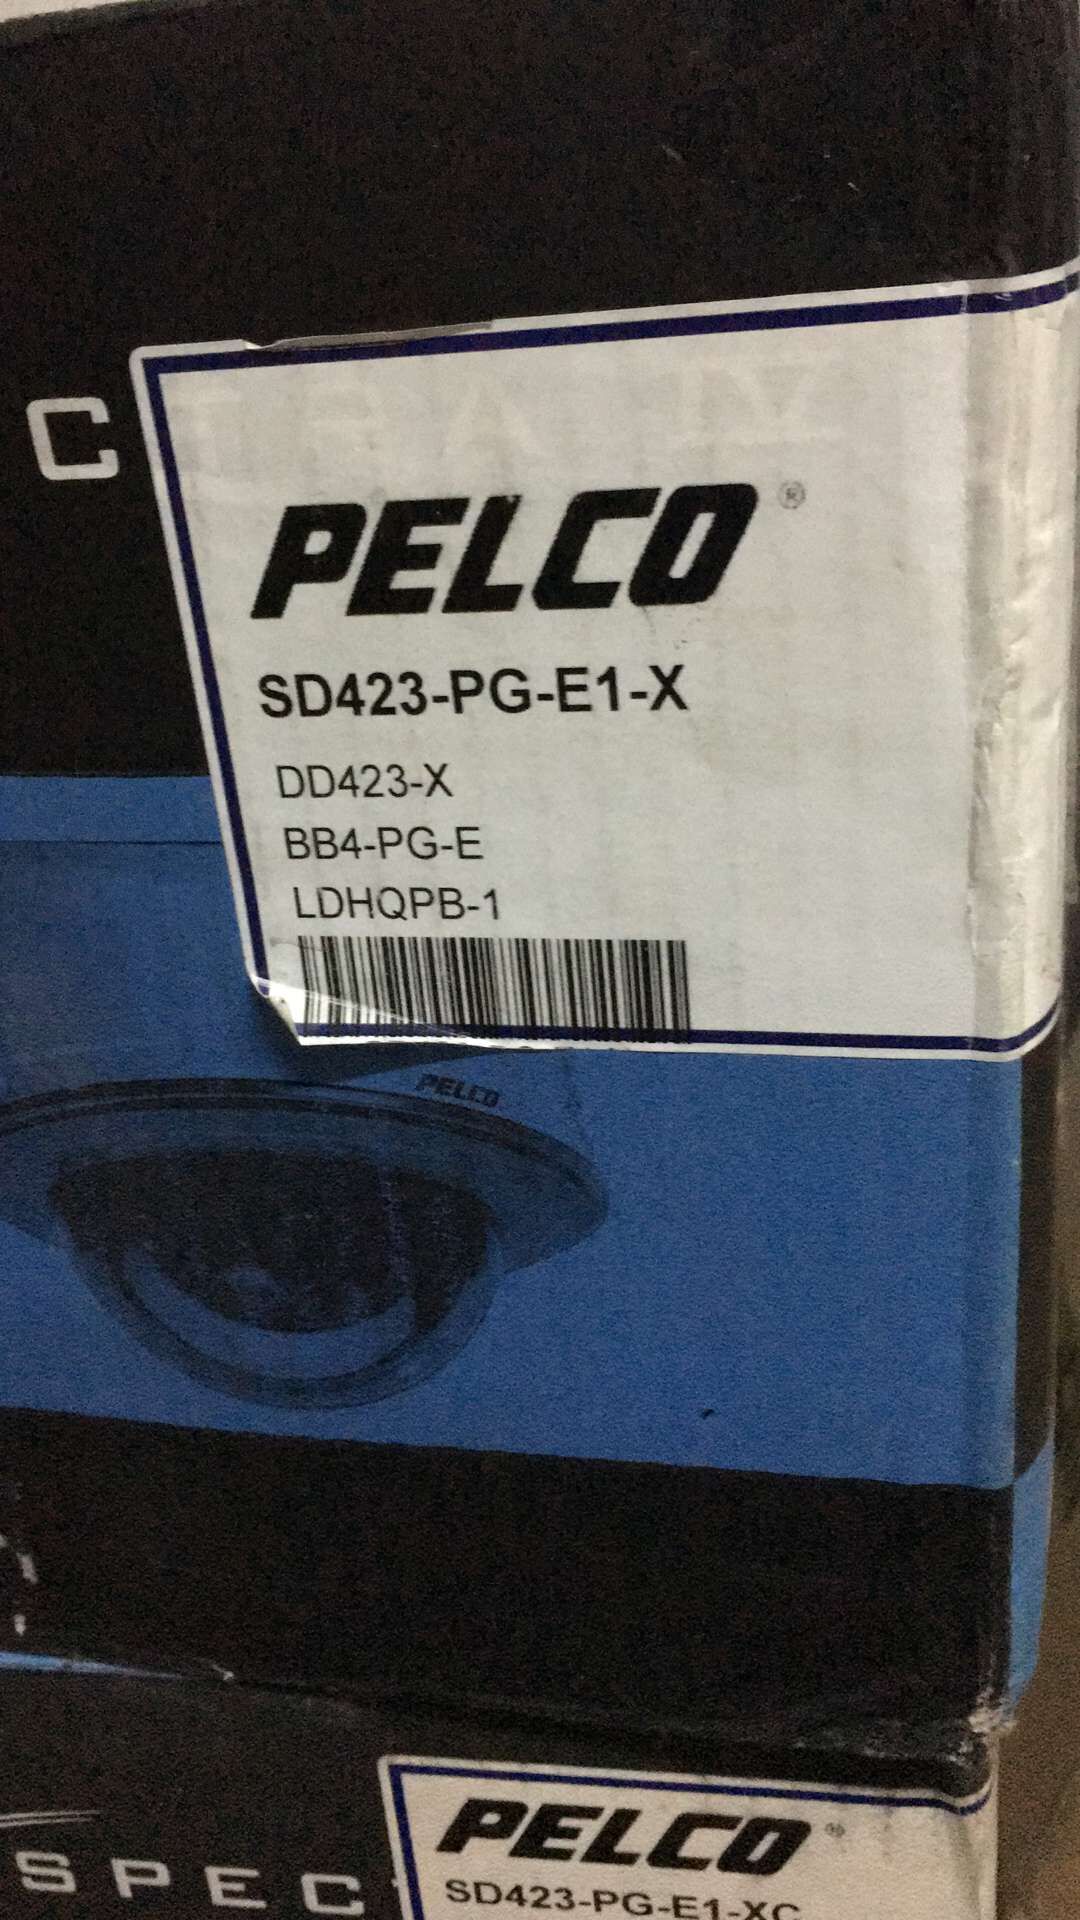 C
PELCO®
SD423-PG-E1-X
DD423-X
BB4-PG-E
LDHQPB-1
PELCO
PELCO®
SPEC
SD423-PG-E1-XC